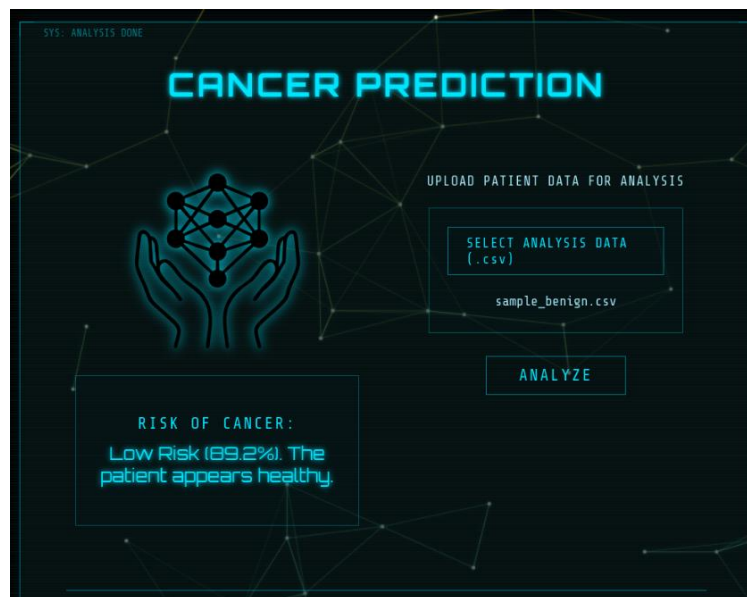 SYS: ANALYSIS DONE
CANCER PREDICTION
UPLOAD PATIENT DATA FOR ANALYSIS
SELECT ANALYSIS DATA
(.csv)
sample_benign.csv
ANALYZE
RISK OF CANCER:
Low Risk (89.2%). The
patient appears healthy.